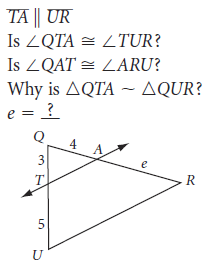 TA ∥ UR
Is ∠QTA ≅ ∠TUR?
Is ∠QAT ≅ ∠ARU?
Why is △QTA ~ △QUR?
e = ?
Q
4
A
3
e
T
R
5
U